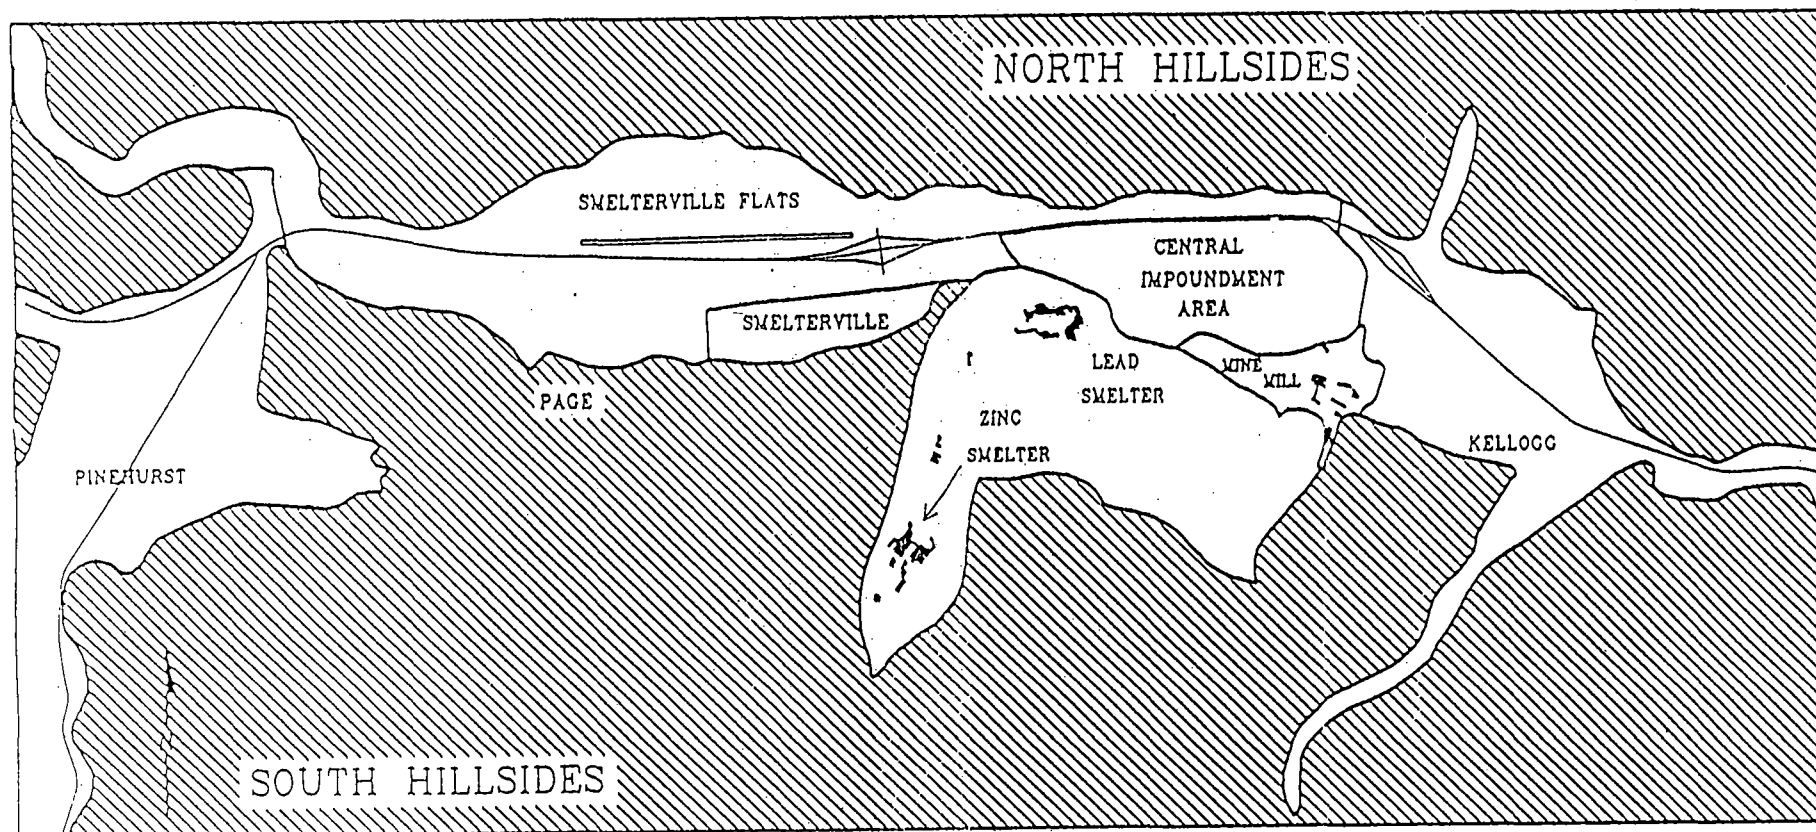 NORTH HILLSIDES
SMELTERVILLE FLATS
CENTRAL
IMPOUNDMENT
AREA
SMELTERVILLE
LEAD
SMELTER
MINE
MILL
PAGE
ZINC
SMELTER
KELLOGG
PINEHURST
SOUTH HILLSIDES